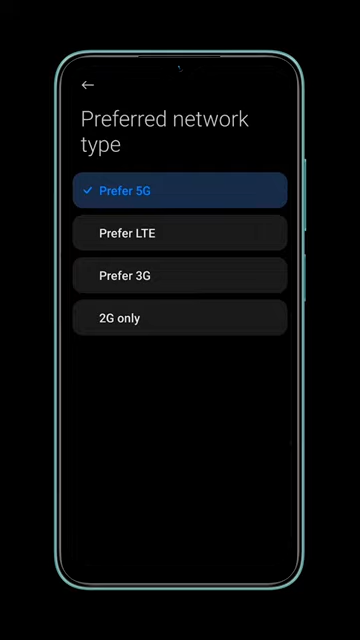 Preferred network
type
Prefer 5G
Prefer LTE
Prefer 3G
2G only